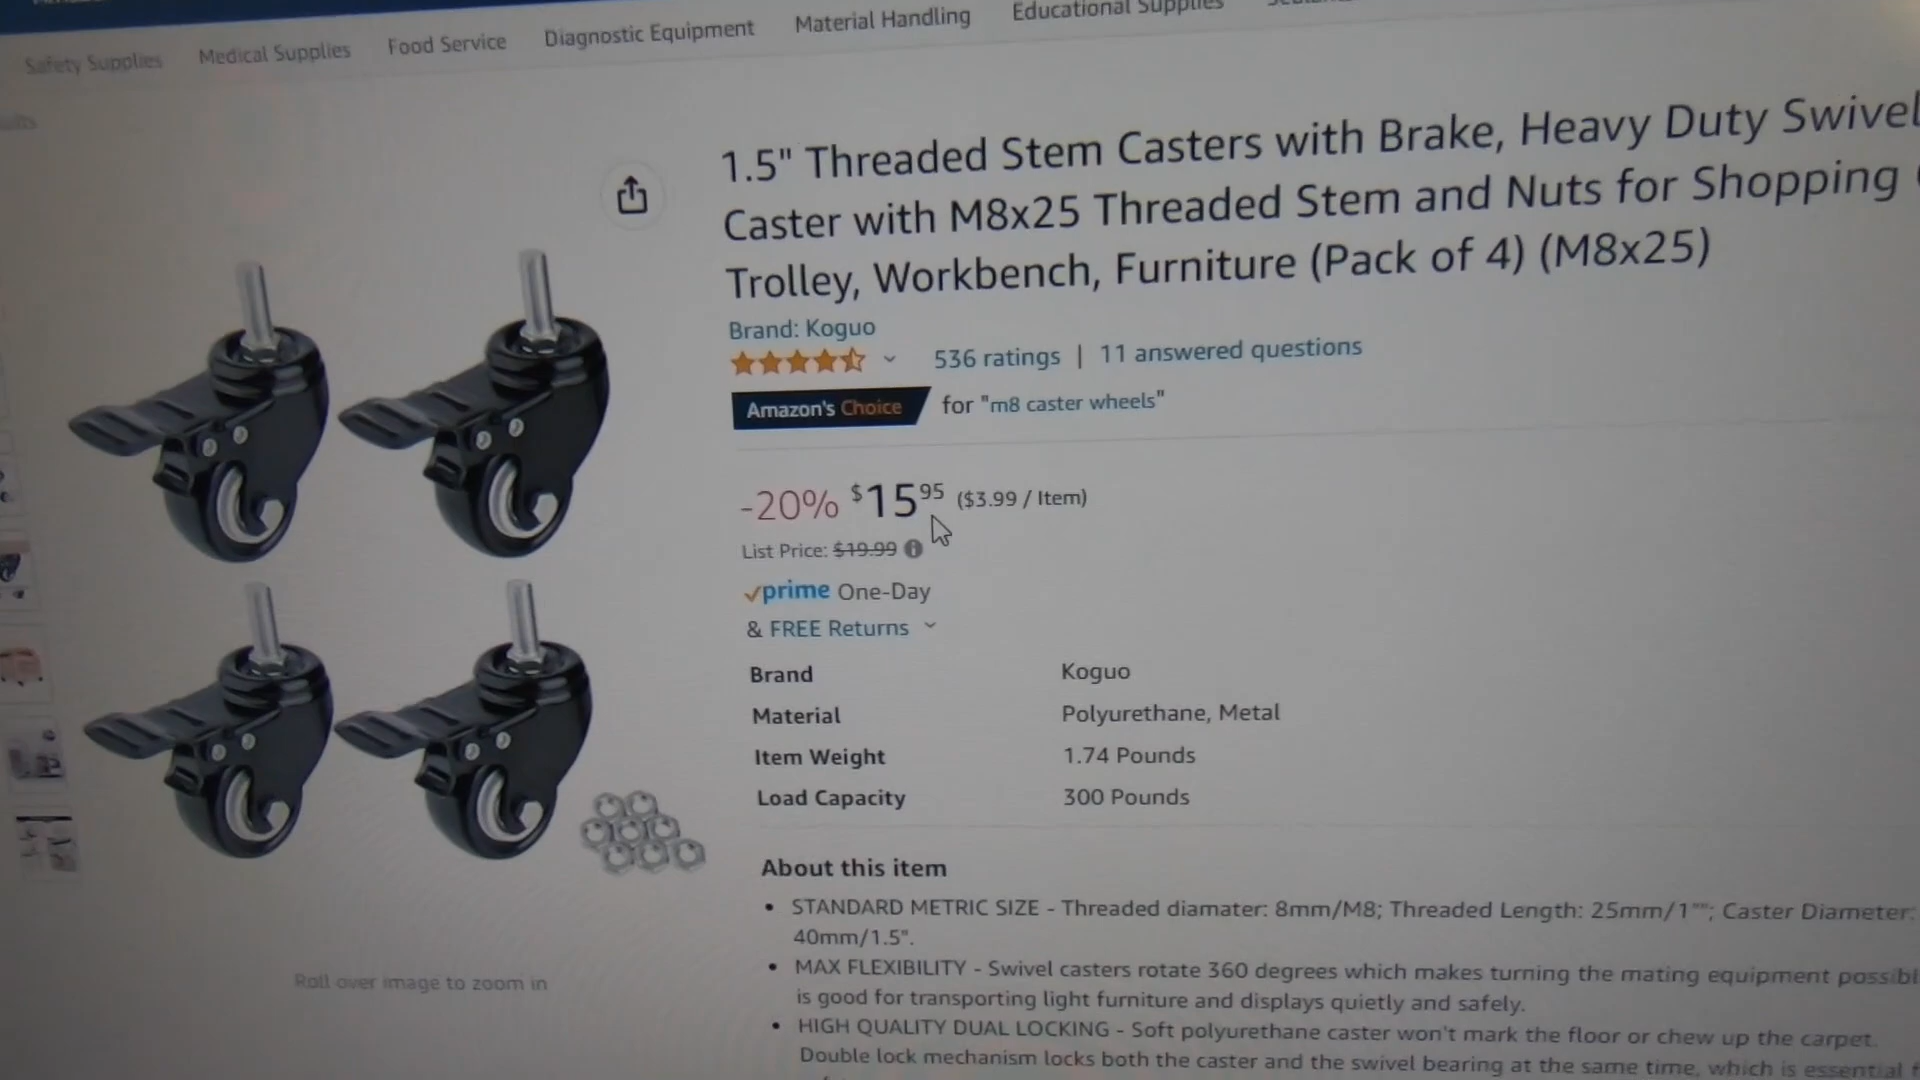 Safety Supplies Medical Supplies Food Service Diagnostic Equipment Material Handling Educational Supplies
1.5" Threaded Stem Casters with Brake, Heavy Duty Swivel
Caster with M8x25 Threaded Stem and Nuts for Shopping
Trolley, Workbench, Furniture (Pack of 4) (M8x25)
Brand: Koguo
536 ratings | 11 answered questions
Amazon's Choice for "m8 caster wheels"
-20% $15 95 ($3.99 / Item)
List Price: $19.99
prime One-Day
& FREE Returns
Brand Koguo
Material Polyurethane, Metal
Item Weight 1.74 Pounds
Load Capacity 300 Pounds
About this item
• STANDARD METRIC SIZE - Threaded diamater: 8mm/M8; Threaded Length: 25mm/1""; Caster Diameter:
40mm/1.5".
• MAX FLEXIBILITY - Swivel casters rotate 360 degrees which makes turning the mating equipment possibl
is good for transporting light furniture and displays quietly and safely.
• HIGH QUALITY DUAL LOCKING - Soft polyurethane caster won't mark the floor or chew up the carpet.
Double lock mechanism locks both the caster and the swivel bearing at the same time, which is essential f
Roll over image to zoom in